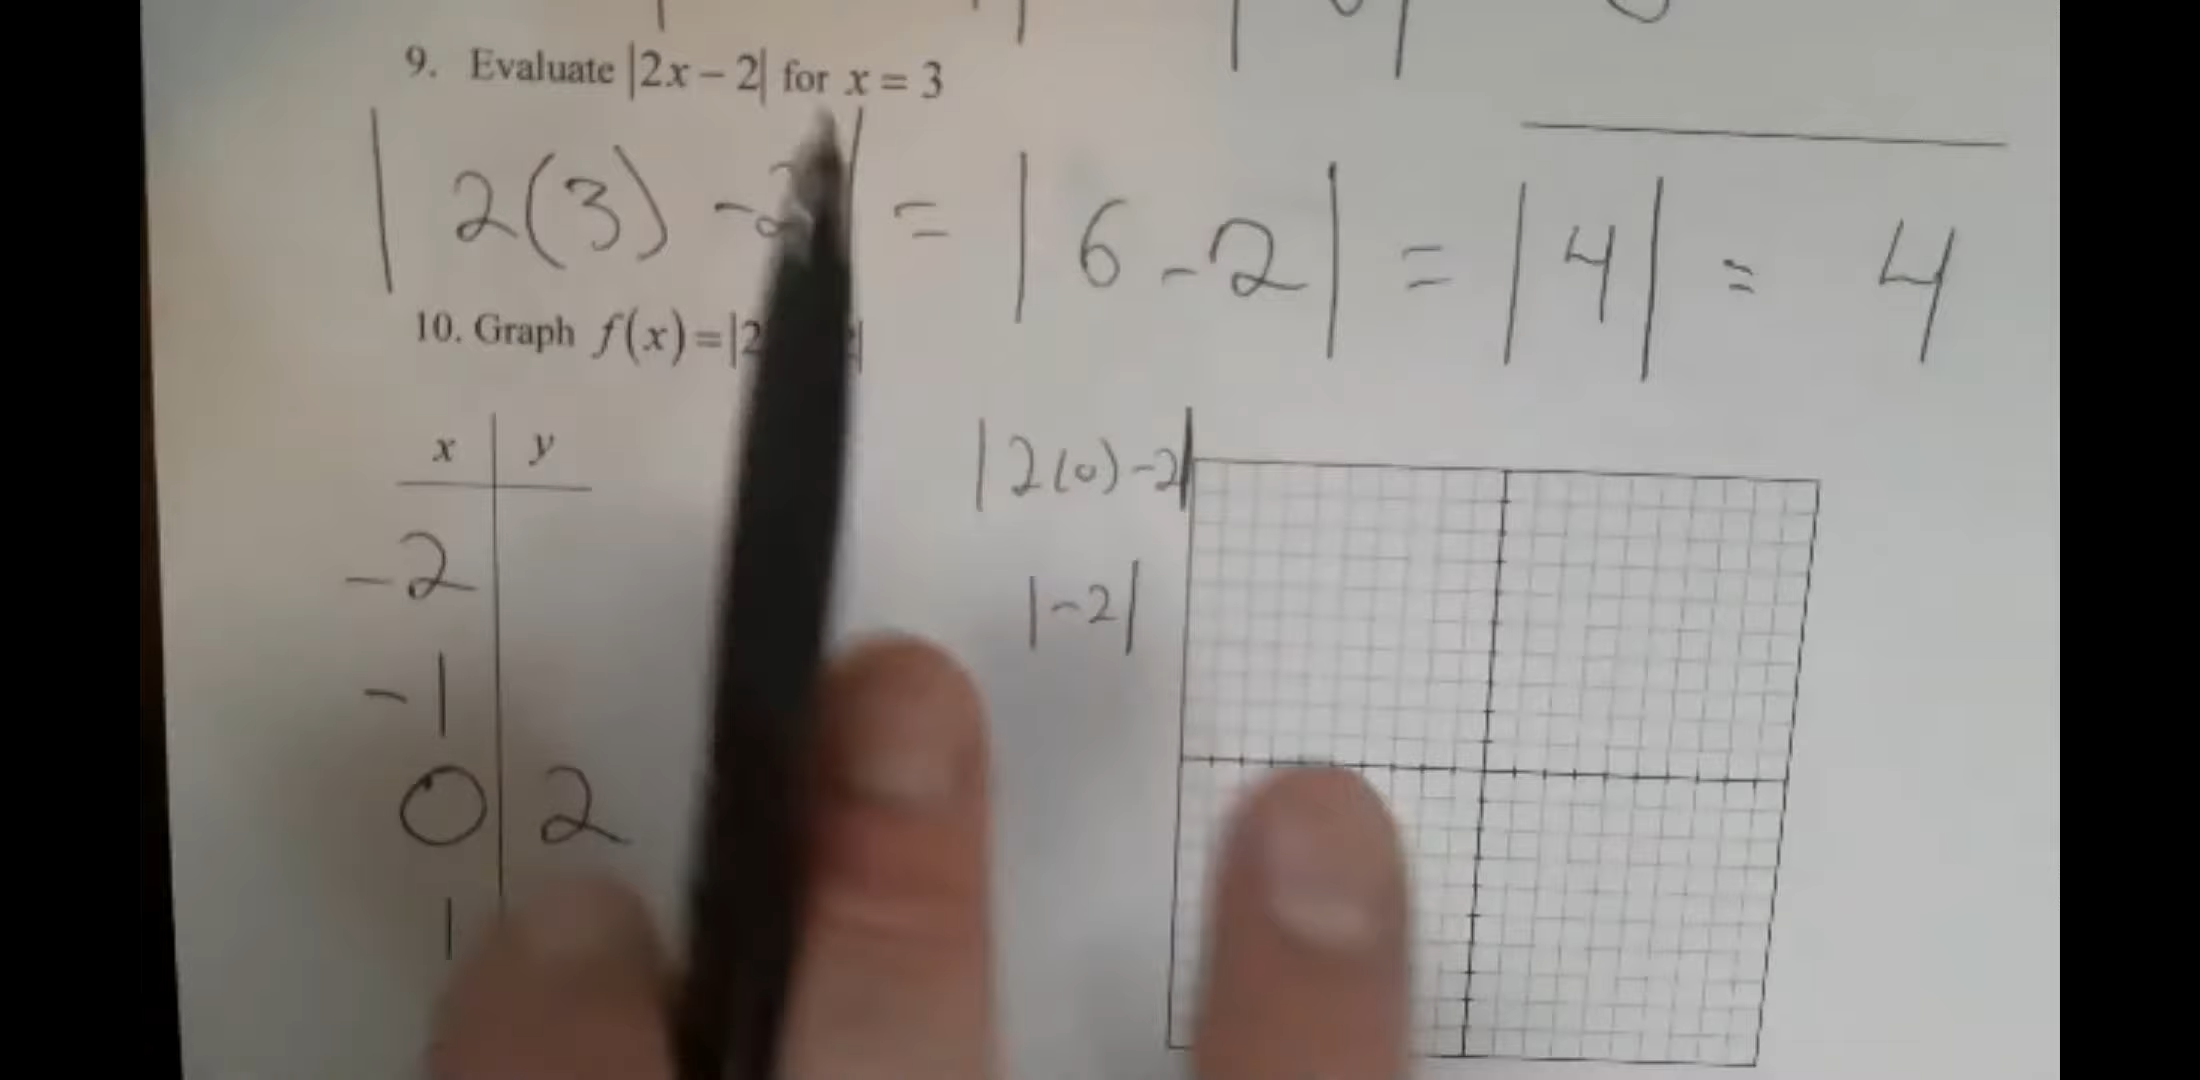 9. Evaluate |2x – 2| for x = 3
| 2(3) -2| = | 6 -2| = |4| = 4
10. Graph f(x)=|2
x y
|2(0)-2|
-2
|-2|
-1
0 2
1